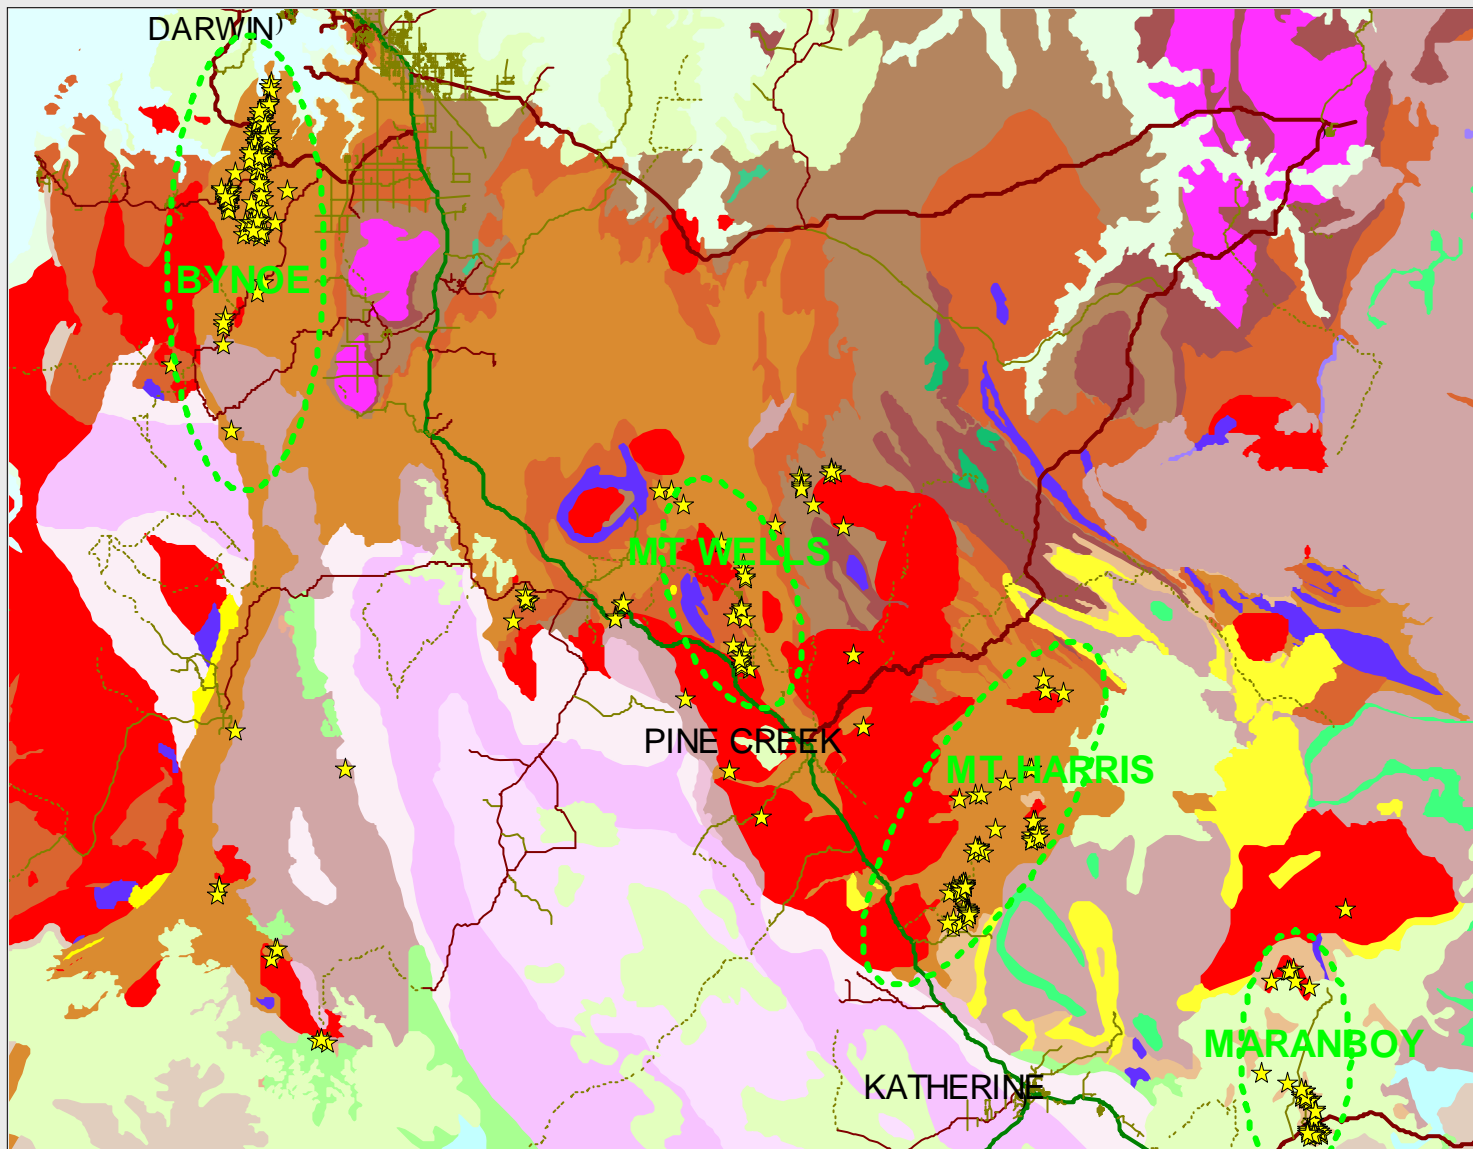 DARWIN
BYNOE
MT WELLS
PINE CREEK
MT HARRIS
MARANBOY
KATHERINE